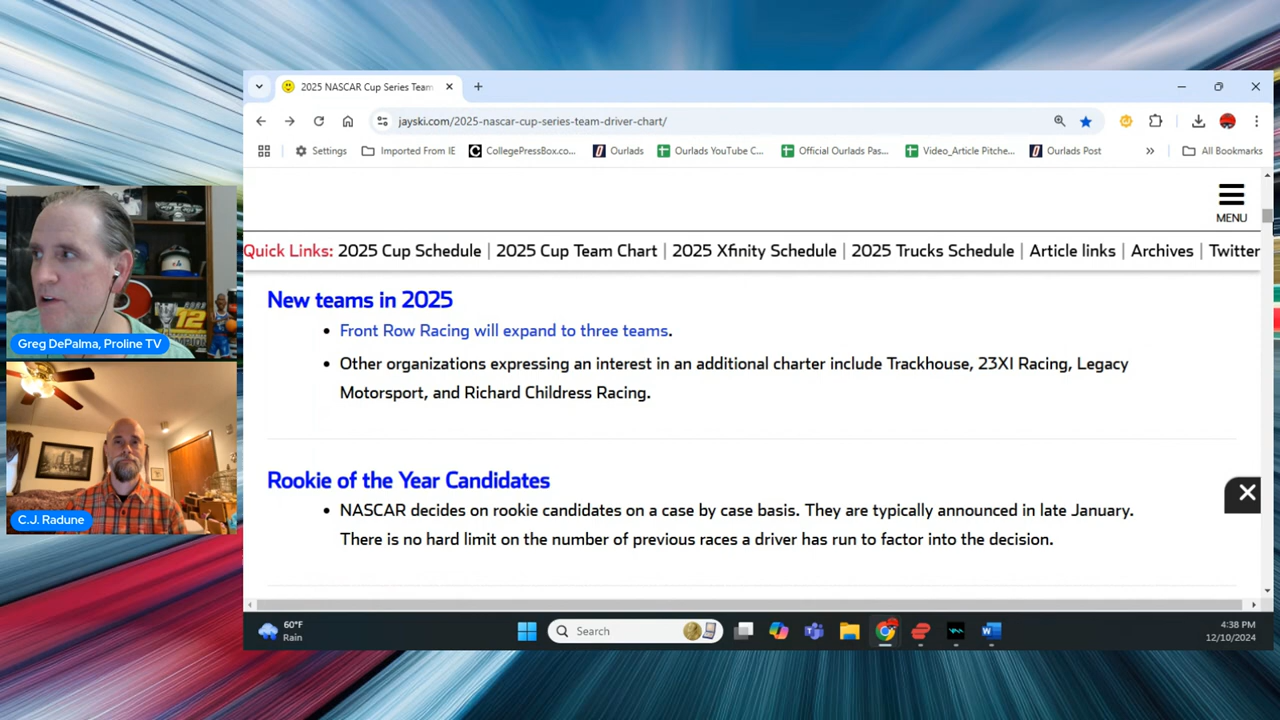 2025 NASCAR Cup Series Team
jayski.com/2025-nascar-cup-series-team-driver-chart/
Settings
Imported From IE
CollegePressBox.co...
Ourlads
Ourlads YouTube C...
Official Ourlads Pas...
Video_Article Pitche...
Ourlads Post
All Bookmarks
MENU
Quick Links: 2025 Cup Schedule | 2025 Cup Team Chart | 2025 Xfinity Schedule | 2025 Trucks Schedule | Article links | Archives | Twitter
New teams in 2025
• Front Row Racing will expand to three teams.
• Other organizations expressing an interest in an additional charter include Trackhouse, 23XI Racing, Legacy
Motorsport, and Richard Childress Racing.
Rookie of the Year Candidates
• NASCAR decides on rookie candidates on a case by case basis. They are typically announced in late January.
There is no hard limit on the number of previous races a driver has run to factor into the decision.
12
Greg DePalma, Proline TV
C.J. Radune
60°F
Rain
Search
4:38 PM
12/10/2024